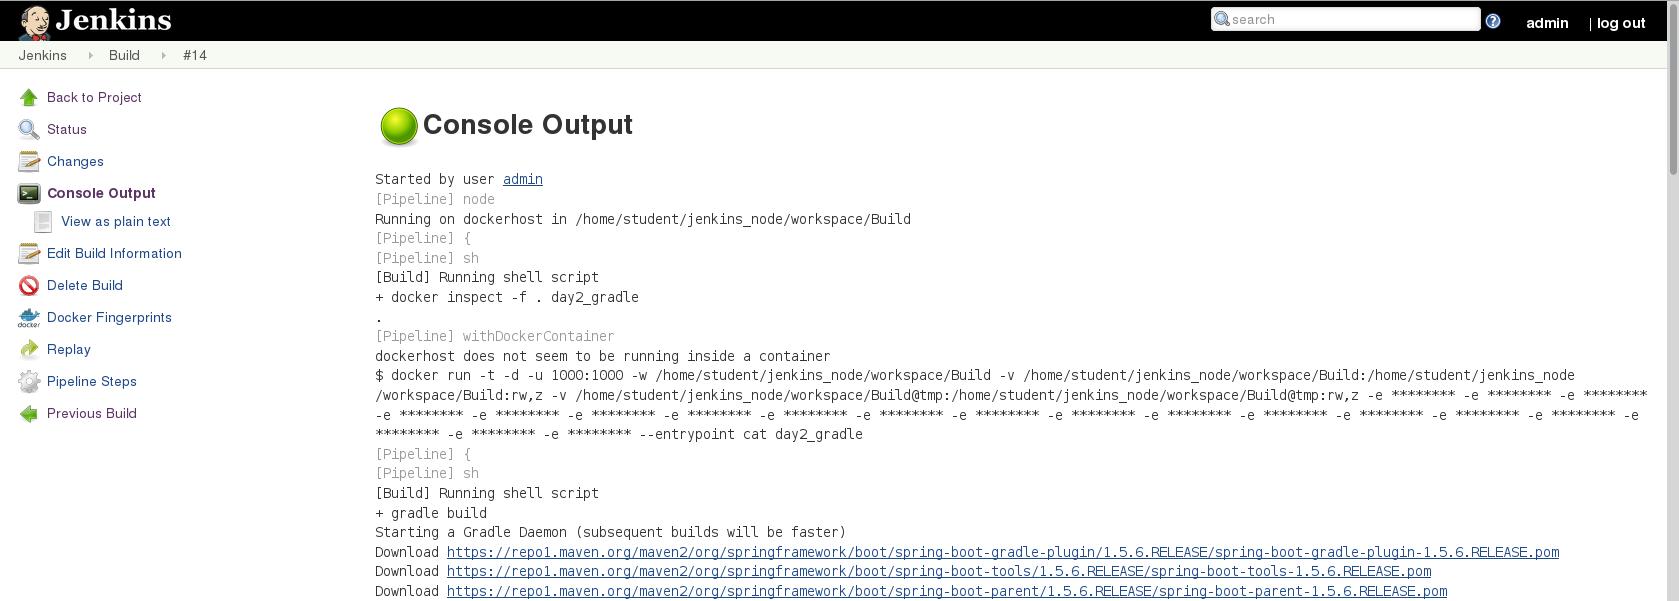 Jenkins
search
admin | log out
Jenkins Build #14
Back to Project
Status
Changes
Console Output
View as plain text
Edit Build Information
Delete Build
docker Docker Fingerprints
Replay
Pipeline Steps
Previous Build
Console Output
Started by user admin
[Pipeline] node
Running on dockerhost in /home/student/jenkins_node/workspace/Build
[Pipeline] {
[Pipeline] sh
[Build] Running shell script
+ docker inspect -f . day2_gradle
.
[Pipeline] withDockerContainer
dockerhost does not seem to be running inside a container
$ docker run -t -d -u 1000:1000 -w /home/student/jenkins_node/workspace/Build -v /home/student/jenkins_node/workspace/Build:/home/student/jenkins_node
/workspace/Build:rw,z -v /home/student/jenkins_node/workspace/Build@tmp:/home/student/jenkins_node/workspace/Build@tmp:rw,z -e ******** -e ******** -e ********
-e ******** -e ******** -e ******** -e ******** -e ******** -e ******** -e ******** -e ******** -e ******** -e ******** -e ******** -e ******** -e ******** -e
******** -e ******** -e ******** --entrypoint cat day2_gradle
[Pipeline] {
[Pipeline] sh
[Build] Running shell script
+ gradle build
Starting a Gradle Daemon (subsequent builds will be faster)
Download https://repo1.maven.org/maven2/org/springframework/boot/spring-boot-gradle-plugin/1.5.6.RELEASE/spring-boot-gradle-plugin-1.5.6.RELEASE.pom
Download https://repo1.maven.org/maven2/org/springframework/boot/spring-boot-tools/1.5.6.RELEASE/spring-boot-tools-1.5.6.RELEASE.pom
Download https://repo1.maven.org/maven2/org/springframework/boot/spring-boot-parent/1.5.6.RELEASE/spring-boot-parent-1.5.6.RELEASE.pom